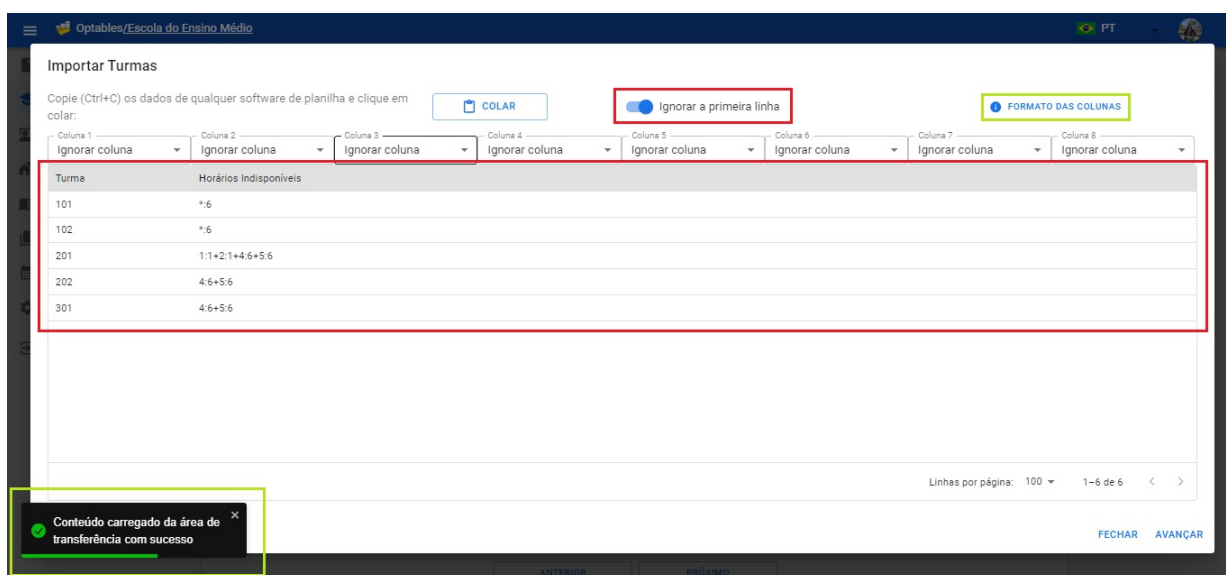 Optables/Escola do Ensino Médio
PT
Importar Turmas
Copie (Ctrl+C) os dados de qualquer software de planilha e clique em
colar:
COLAR
Ignorar a primeira linha
FORMATO DAS COLUNAS
Coluna 1 Coluna 2 Coluna 3 Coluna 4 Coluna 5 Coluna 6 Coluna 7 Coluna 8
Ignorar coluna Ignorar coluna Ignorar coluna Ignorar coluna Ignorar coluna Ignorar coluna Ignorar coluna Ignorar coluna
Turma Horários Indisponíveis
101 *:6
102 *:6
201 1:1+2:1+4:6+5:6
202 4:6+5:6
301 4:6+5:6
Linhas por página: 100 1–6 de 6
Conteúdo carregado da área de
transferência com sucesso
FECHAR AVANÇAR
ANTERIOR PRÓXIMO